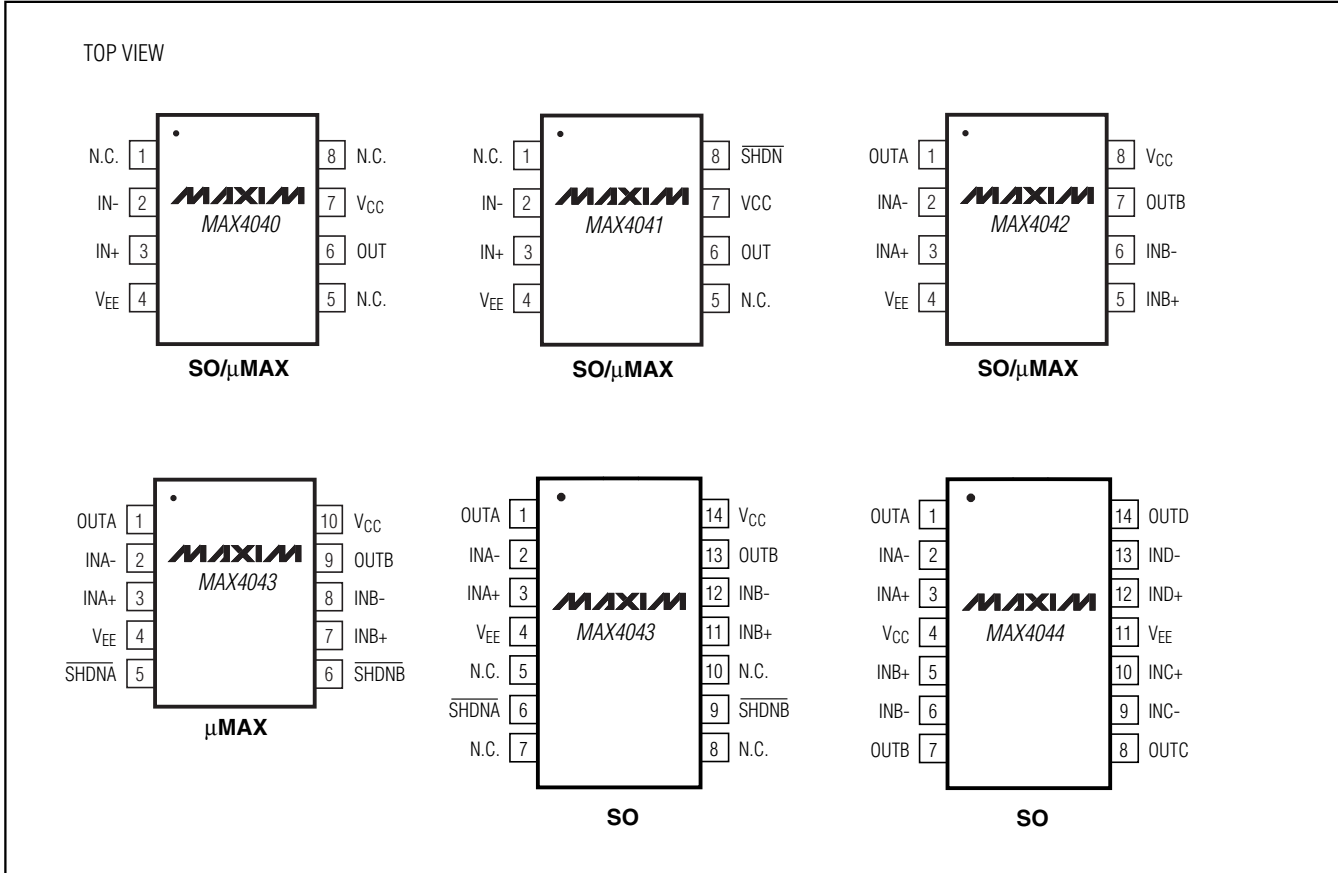 TOP VIEW
N.C. 1 8 N.C.
IN- 2 MAXIM 7 VCC
MAX4040
IN+ 3 6 OUT
VEE 4 5 N.C.
SO/μMAX
N.C. 1 8 SHDN
IN- 2 MAXIM 7 VCC
MAX4041
IN+ 3 6 OUT
VEE 4 5 N.C.
SO/μMAX
OUTA 1 8 VCC
INA- 2 MAXIM 7 OUTB
MAX4042
INA+ 3 6 INB-
VEE 4 5 INB+
SO/μMAX
OUTA 1 10 VCC
INA- 2 MAXIM 9 OUTB
MAX4043
INA+ 3 8 INB-
VEE 4 7 INB+
SHDNA 5 6 SHDNB
μMAX
OUTA 1 14 VCC
INA- 2 13 OUTB
INA+ 3 MAXIM 12 INB-
VEE 4 MAX4043 11 INB+
N.C. 5 10 N.C.
SHDNA 6 9 SHDNB
N.C. 7 8 N.C.
SO
OUTA 1 14 OUTD
INA- 2 13 IND-
INA+ 3 MAXIM 12 IND+
VCC 4 MAX4044 11 VEE
INB+ 5 10 INC+
INB- 6 9 INC-
OUTB 7 8 OUTC
SO